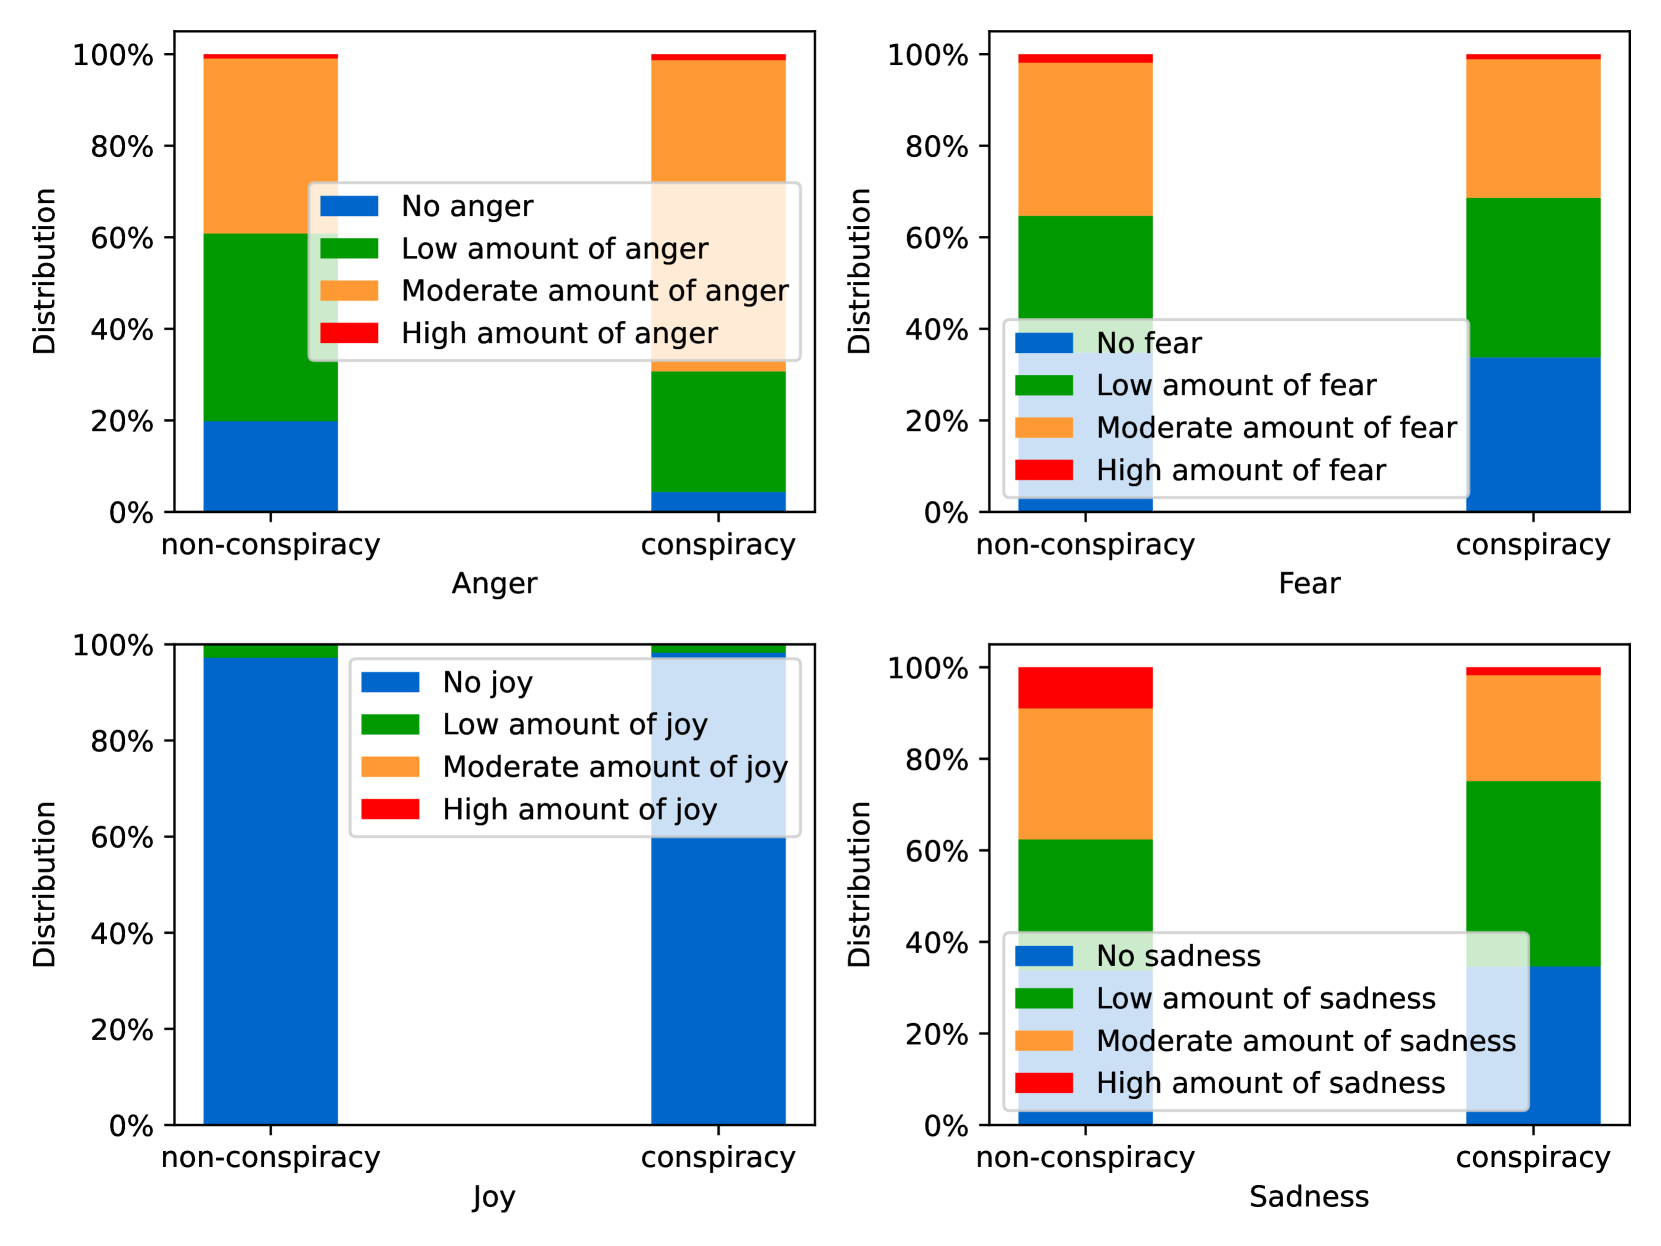 100%
80%
60%
40%
20%
0%
Distribution
No anger
Low amount of anger
Moderate amount of anger
High amount of anger
non-conspiracy conspiracy
Anger
100%
80%
60%
40%
20%
0%
Distribution
No fear
Low amount of fear
Moderate amount of fear
High amount of fear
non-conspiracy conspiracy
Fear
100%
80%
60%
40%
20%
0%
Distribution
No joy
Low amount of joy
Moderate amount of joy
High amount of joy
non-conspiracy conspiracy
Joy
100%
80%
60%
40%
20%
0%
Distribution
No sadness
Low amount of sadness
Moderate amount of sadness
High amount of sadness
non-conspiracy conspiracy
Sadness